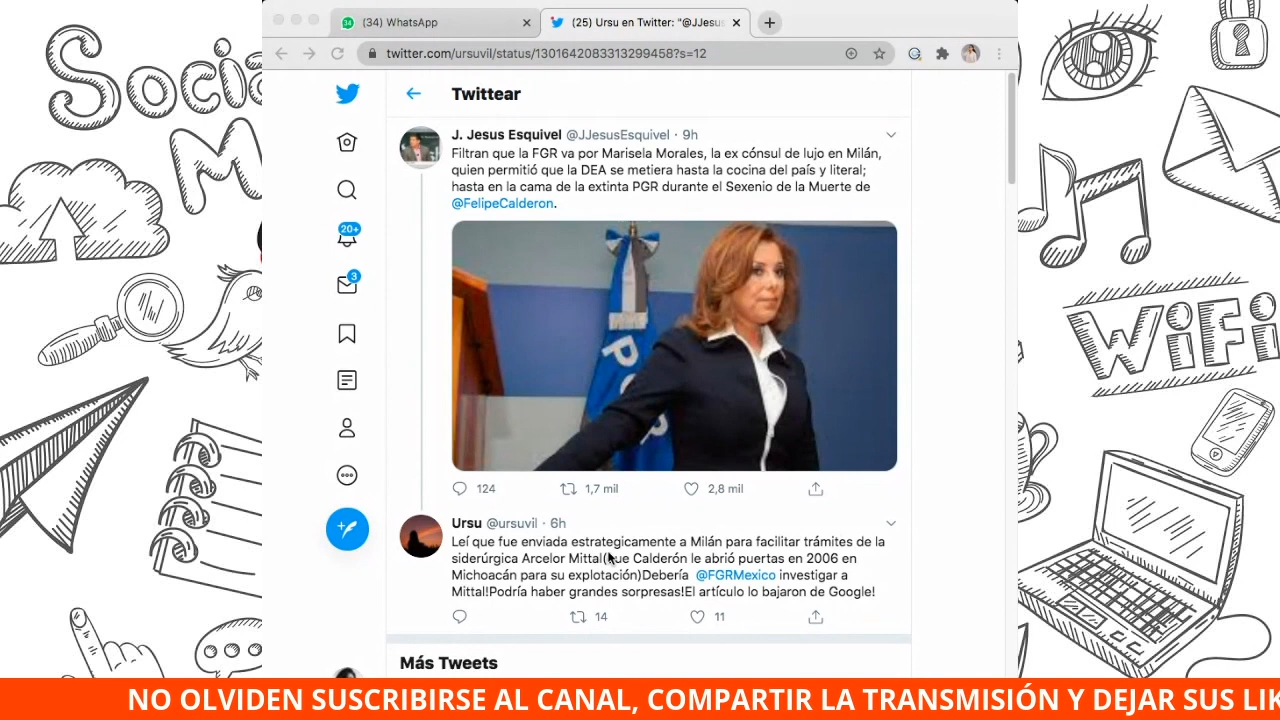 Socia
M
WiFi
(34) WhatsApp
(25) Ursu en Twitter: "@JJesus
twitter.com/ursuvil/status/1301642083313299458?s=12
Twittear
J. Jesus Esquivel @JJesusEsquivel · 9h
Filtran que la FGR va por Marisela Morales, la ex cónsul de lujo en Milán,
quien permitió que la DEA se metiera hasta la cocina del país y literal;
hasta en la cama de la extinta PGR durante el Sexenio de la Muerte de
@FelipeCalderon.
20+
3
124 1,7 mil 2,8 mil
Ursu @ursuvil · 6h
Leí que fue enviada estrategicamente a Milán para facilitar trámites de la
siderúrgica Arcelor Mittal(que Calderón le abrió puertas en 2006 en
Michoacán para su explotación)Debería @FGRMexico investigar a
Mittal!Podría haber grandes sorpresas!El artículo lo bajaron de Google!
14 11
Más Tweets
NO OLVIDEN SUSCRIBIRSE AL CANAL, COMPARTIR LA TRANSMISIÓN Y DEJAR SUS LIK